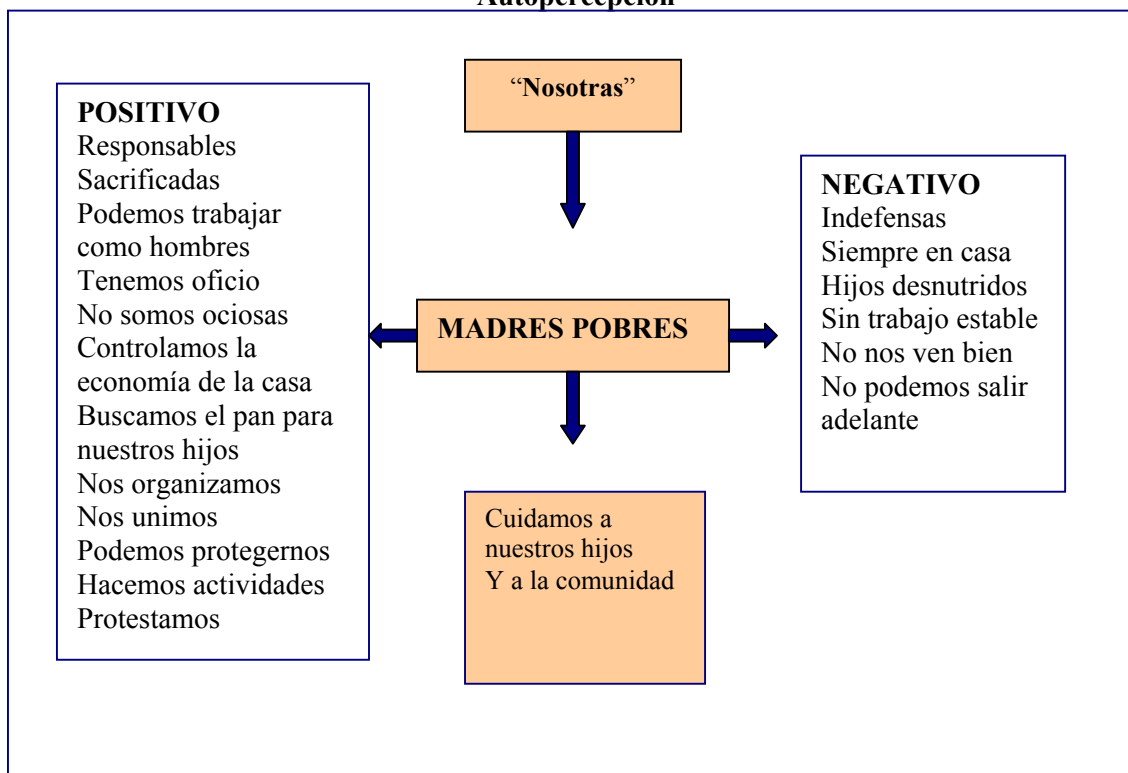 Autopercepción
“Nosotras”
POSITIVO
Responsables
Sacrificadas
Podemos trabajar
como hombres
Tenemos oficio
No somos ociosas
Controlamos la
economía de la casa
Buscamos el pan para
nuestros hijos
Nos organizamos
Nos unimos
Podemos protegernos
Hacemos actividades
Protestamos
MADRES POBRES
NEGATIVO
Indefensas
Siempre en casa
Hijos desnutridos
Sin trabajo estable
No nos ven bien
No podemos salir
adelante
Cuidamos a
nuestros hijos
Y a la comunidad